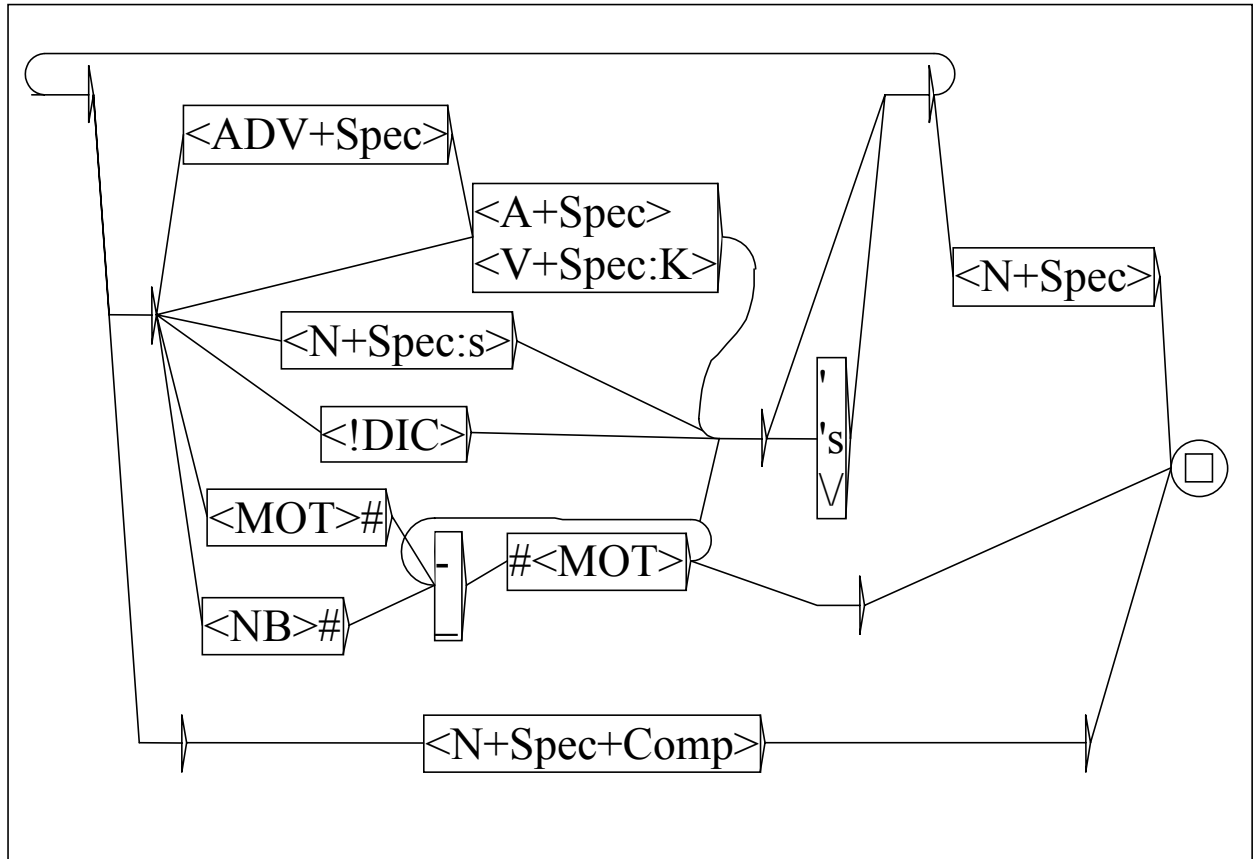 <ADV+Spec>
<A+Spec>
<V+Spec:K>
<N+Spec>
<N+Spec:s>
'
's
\/
<!DIC>
<MOT>#
-
_
#<MOT>
<NB>#
<N+Spec+Comp>